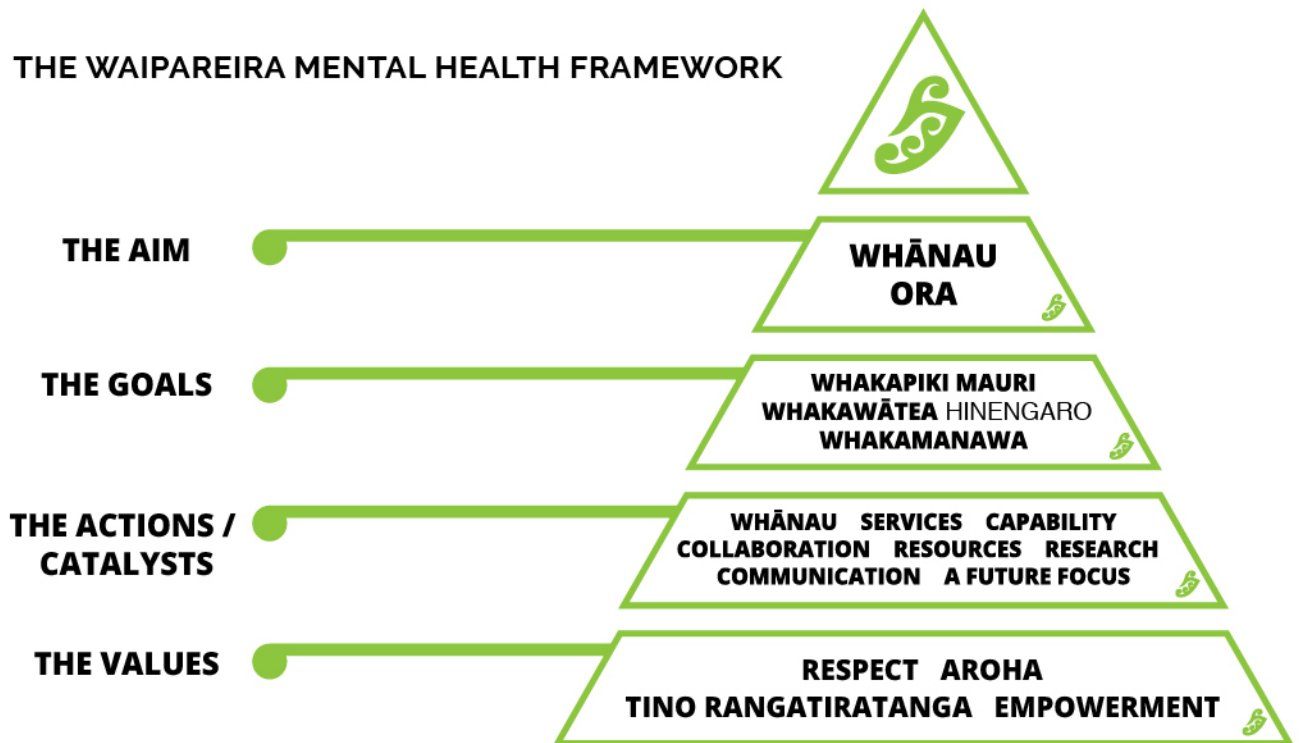 THE WAIPAREIRA MENTAL HEALTH FRAMEWORK
THE AIM
WHĀNAU
ORA
THE GOALS
WHAKAPIKI MAURI
WHAKAWĀTEA HINENGARO
WHAKAMANAWA
THE ACTIONS /
CATALYSTS
WHĀNAU SERVICES CAPABILITY
COLLABORATION RESOURCES RESEARCH
COMMUNICATION A FUTURE FOCUS
THE VALUES
RESPECT AROHA
TINO RANGATIRATANGA EMPOWERMENT